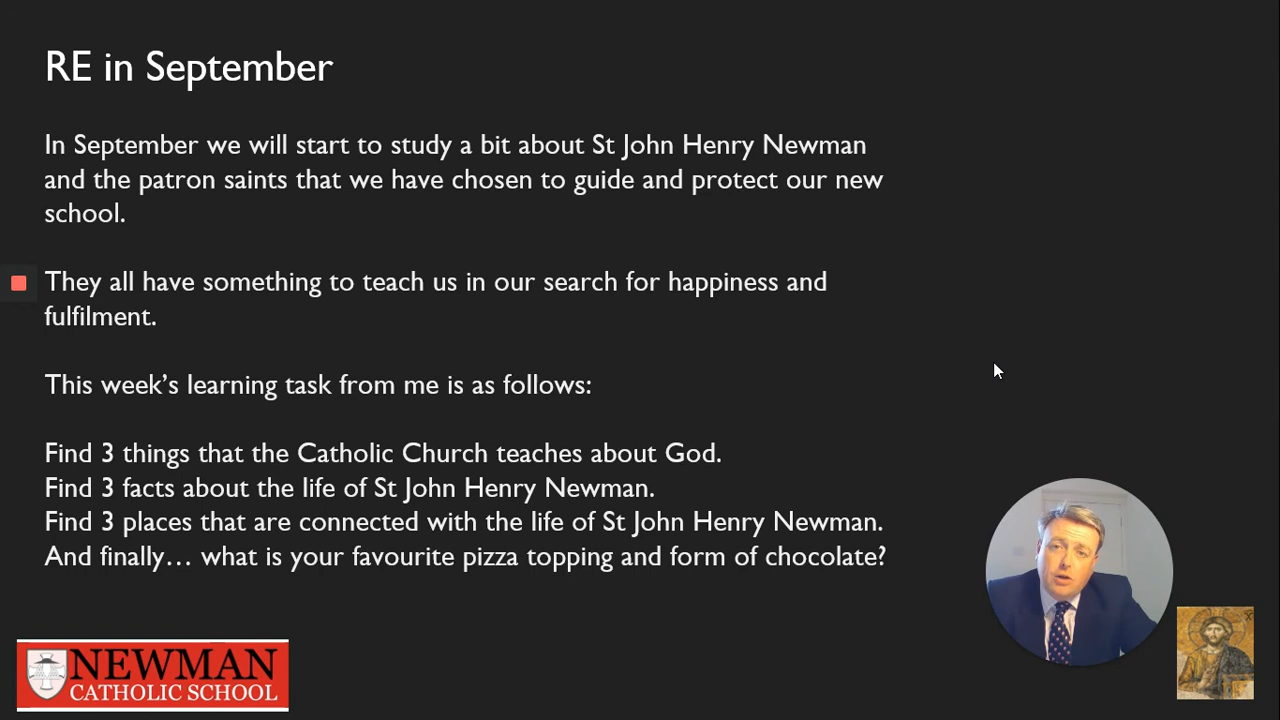 RE in September
In September we will start to study a bit about St John Henry Newman
and the patron saints that we have chosen to guide and protect our new
school.
They all have something to teach us in our search for happiness and
fulfilment.
This week's learning task from me is as follows:
Find 3 things that the Catholic Church teaches about God.
Find 3 facts about the life of St John Henry Newman.
Find 3 places that are connected with the life of St John Henry Newman.
And finally… what is your favourite pizza topping and form of chocolate?
NEWMAN
CATHOLIC SCHOOL